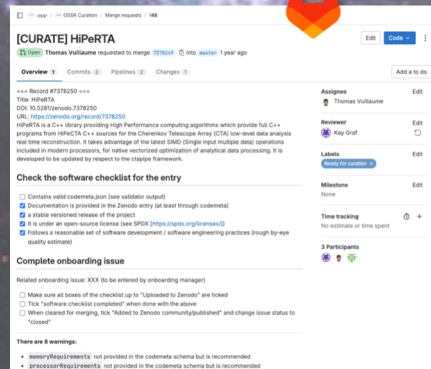 ossr / OSSR Curation / Merge requests / !48
[CURATE] HiPeRTA
Edit
Code
Open Thomas Vuillaume requested to merge 7378249 into master 1 year ago
Overview 1 Commits 2 Pipelines 2 Changes 1
Add a to do
=== Record #7378250 ===
Title: HiPeRTA
DOI: 10.5281/zenodo.7378250
URL: https://zenodo.org/record/7378250
HiPeRTA is a C++ library providing High Performance computing algorithms which provide full C++
programs from HiPeCTA C++ sources for the Cherenkov Telescope Array (CTA) low-level data analysis
real time reconstruction. It takes advantage of the latest SIMD (Single input multiple data) operations
included in modern processors, for native vectorized optimization of analytical data processing. It is
developed to be updated by respect to the ctapipe framework.
Check the software checklist for the entry
Contains valid codemeta.json (see validator output)
Documentation is provided in the Zenodo entry (at least through codemeta)
a stable versioned release of the project
It is under an open-source license (see SPDX [https://spdx.org/licenses/])
Follows a reasonable set of software development / software engineering practices (rough by-eye
quality estimate)
Complete onboarding issue
Related onboarding issue: XXX (to be entered by onboarding manager)
Make sure all boxes of the checklist up to "Uploaded to Zenodo" are ticked
Tick "software checklist completed" when done with the above
When cleared for merging, tick "Added to Zenodo community/published" and change issue status to
"closed"
There are 8 warnings:
memoryRequirements not provided in the codemeta schema but is recommended
processorRequirements not provided in the codemeta schema but is recommended
Assignee
Edit
Thomas Vuillaume
Reviewer
Edit
Kay Graf
Labels
Edit
Ready for curation
Milestone
Edit
None
Time tracking
No estimate or time spent
3 Participants